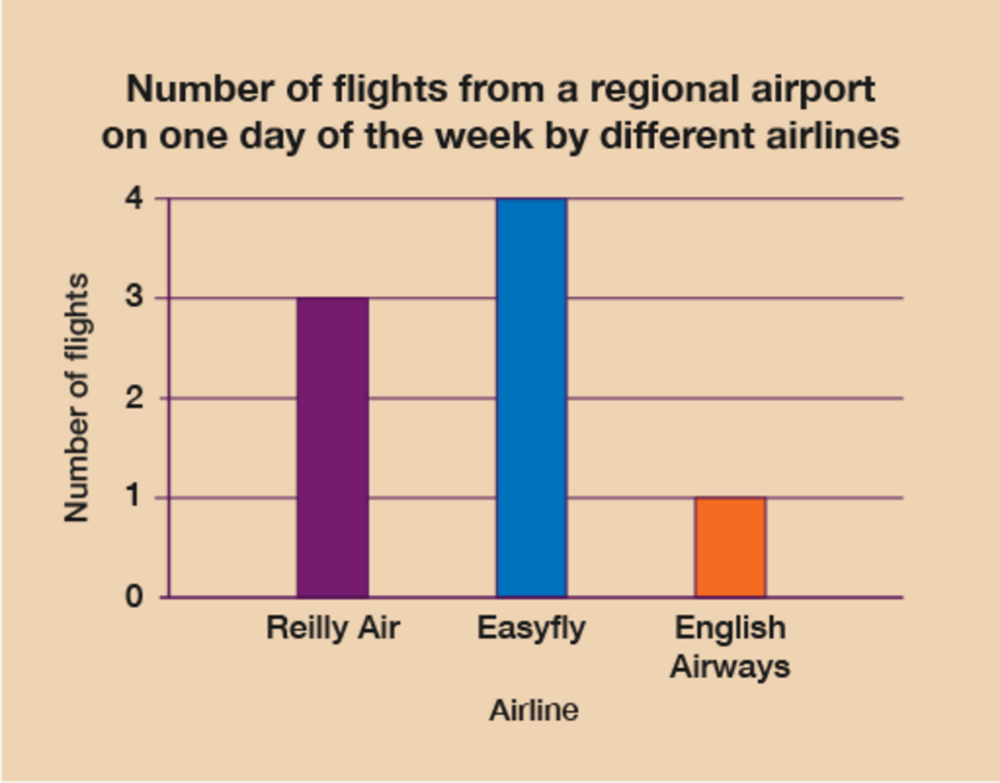 Number of flights from a regional airport
on one day of the week by different airlines
4
3
2
1
0
Number of flights
Reilly Air
Easyfly
English
Airways
Airline